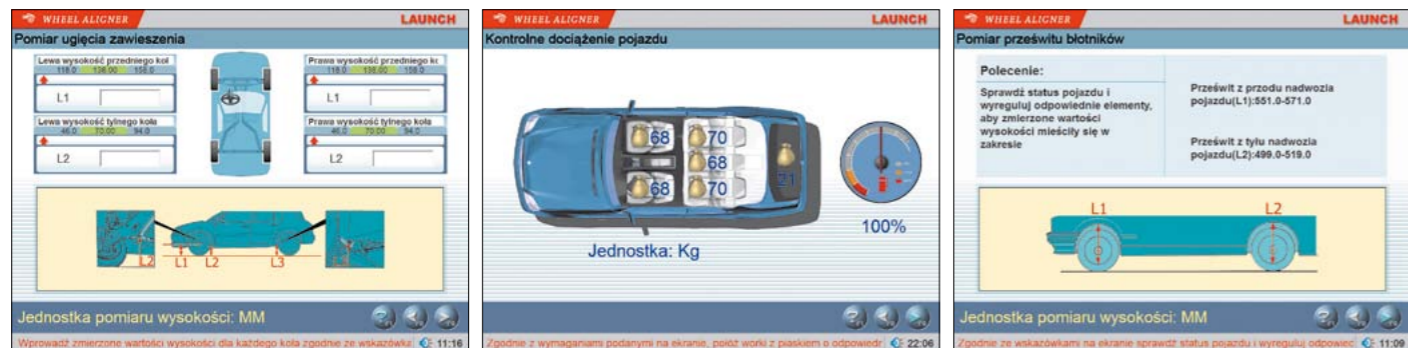 WHEEL ALIGNER
LAUNCH
Pomiar ugięcia zawieszenia
Lewa wysokość przedniego koł
118.0 138.00 158.0
L1
Lewa wysokość tylnego koła
46.0 70.00 94.0
L2
Prawa wysokość przedniego kc
118.0 138.00 158.0
L1
Prawa wysokość tylnego koła
46.0 70.00 94.0
L2
L2
L1
L2
L3
Jednostka pomiaru wysokości: MM
Wprowadź zmierzone wartości wysokości dla każdego koła zgodnie ze wskazówka
11:16
WHEEL ALIGNER
LAUNCH
Kontrolne dociążenie pojazdu
68
70
68
68
70
21
100%
Jednostka: Kg
Zgodnie z wymaganiami podanymi na ekranie, połóż worki z piaskiem o odpowiedr
22:06
WHEEL ALIGNER
LAUNCH
Pomiar prześwitu błotników
Polecenie:
Sprawdź status pojazdu i
wyreguluj odpowiednie elementy,
aby zmierzone wartości
wysokości mieściły się w
zakresie
Prześwit z przodu nadwozia
pojazdu(L1):551.0-571.0
Prześwit z tyłu nadwozia
pojazdu(L2):499.0-519.0
L1
L2
Jednostka pomiaru wysokości: MM
Zgodnie ze wskazówkami na ekranie sprawdź status pojazdu i wyreguluj odpowiec
11:09